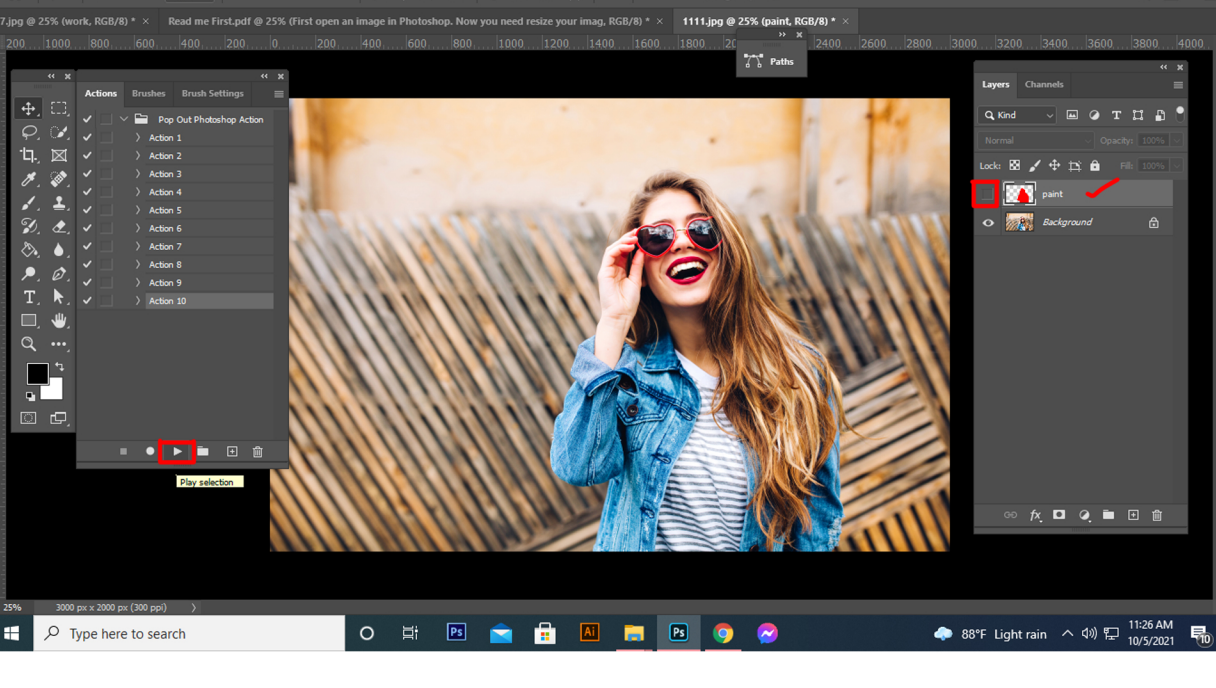 7.jpg @ 25% (work, RGB/8) * × Read me First.pdf @ 25% (First open an image in Photoshop. Now you need resize your imag, RGB/8) * × 1111.jpg @ 25% (paint, RGB/8) * ×
200 1000 800 600 400 200 0 200 400 600 800 1000 1200 1400 1600 1800 2400 2600 2800 3000 3200 3400 3600 3800 4000
Paths
Actions Brushes Brush Settings
Pop Out Photoshop Action
Action 1
Action 2
Action 3
Action 4
Action 5
Action 6
Action 7
Action 8
Action 9
Action 10
Play selection
Layers Channels
Kind
Normal Opacity: 100%
Lock: Fill: 100%
paint
Background
25% 3000 px x 2000 px (300 ppi)
Type here to search
Ps Ai Ps
88°F Light rain
11:26 AM
10/5/2021
10